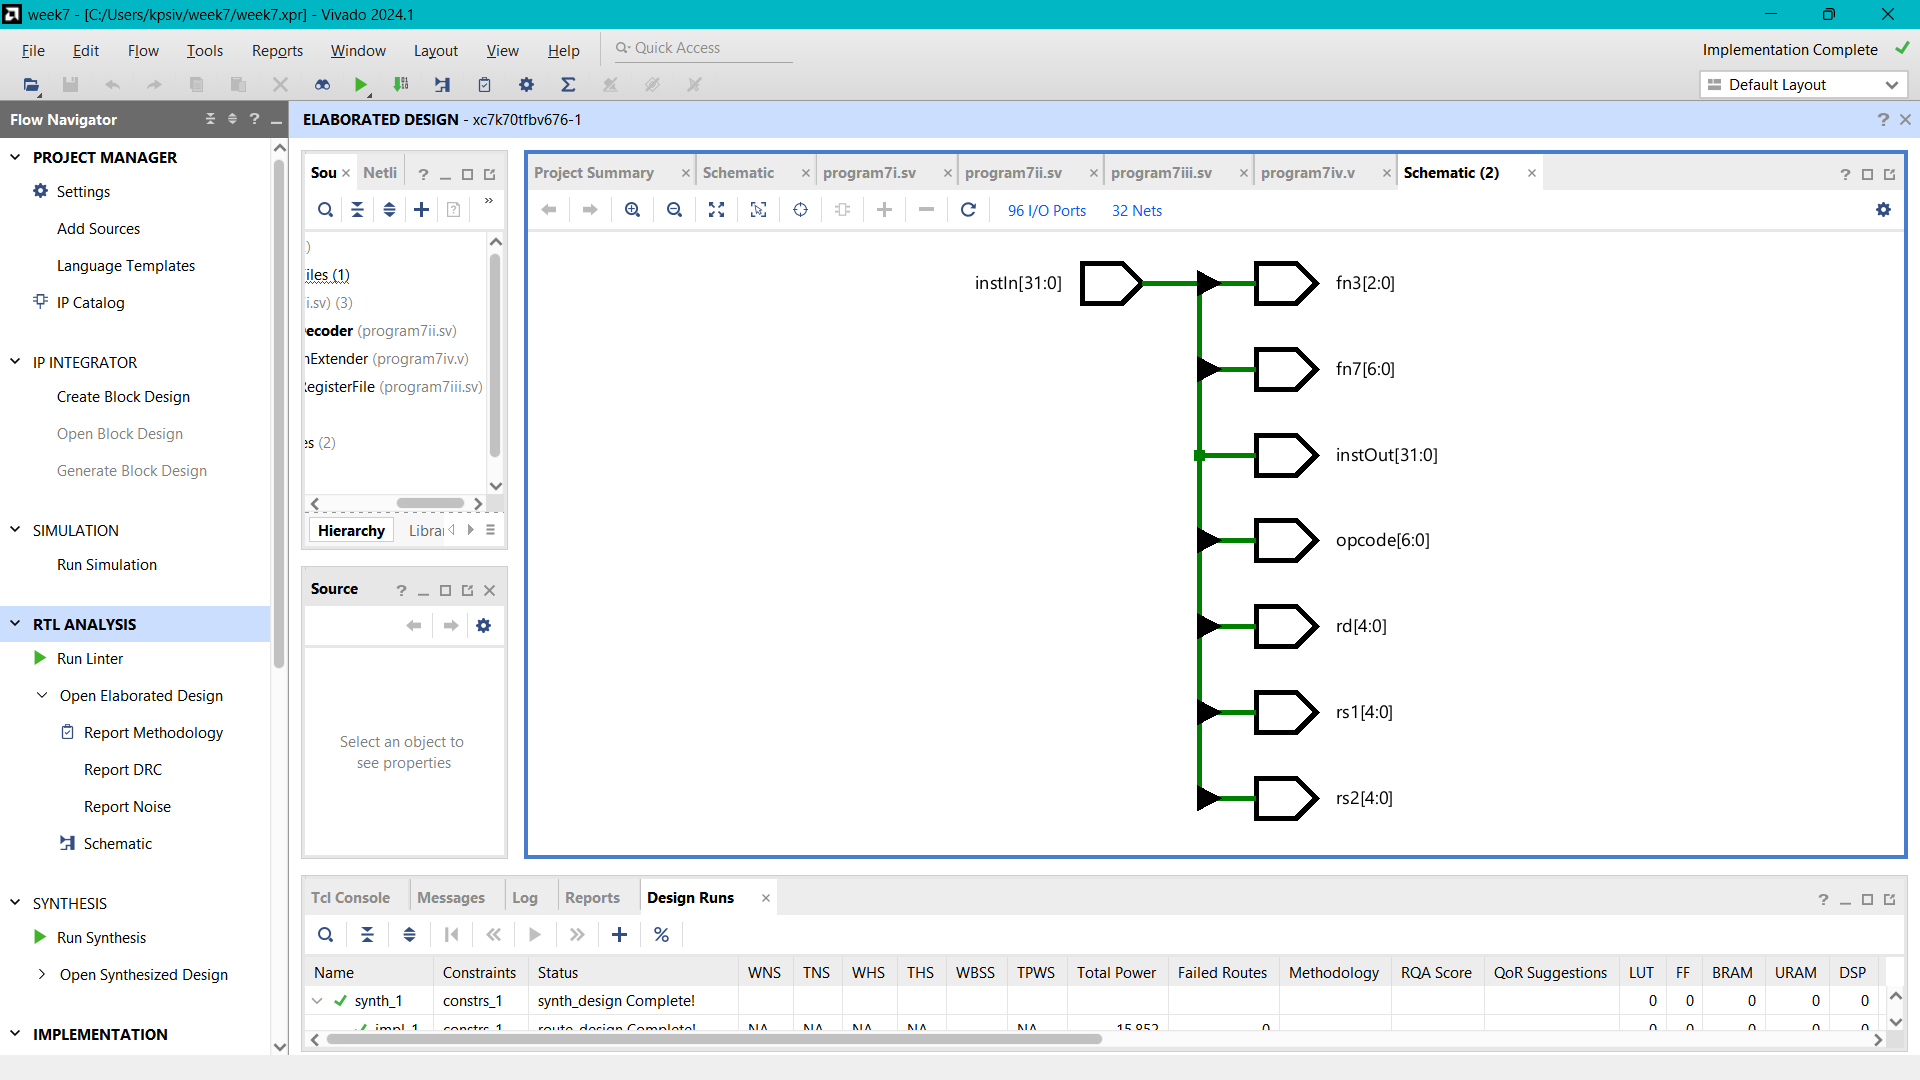 week7 - [C:/Users/kpsiv/week7/week7.xpr] - Vivado 2024.1
File Edit Flow Tools Reports Window Layout View Help Quick Access
Implementation Complete
Default Layout
Flow Navigator
ELABORATED DESIGN - xc7k70tfbv676-1
PROJECT MANAGER
Settings
Add Sources
Language Templates
IP Catalog
IP INTEGRATOR
Create Block Design
Open Block Design
Generate Block Design
SIMULATION
Run Simulation
RTL ANALYSIS
Run Linter
Open Elaborated Design
Report Methodology
Report DRC
Report Noise
Schematic
SYNTHESIS
Run Synthesis
Open Synthesized Design
IMPLEMENTATION
Sou Netli
)
iles (1)
i.sv) (3)
ecoder (program7ii.sv)
nExtender (program7iv.v)
RegisterFile (program7iii.sv)
es (2)
Hierarchy Librar
Source
Select an object to
see properties
Project Summary Schematic program7i.sv program7ii.sv program7iii.sv program7iv.v Schematic (2)
96 I/O Ports 32 Nets
instIn[31:0]
fn3[2:0]
fn7[6:0]
instOut[31:0]
opcode[6:0]
rd[4:0]
rs1[4:0]
rs2[4:0]
Tcl Console Messages Log Reports Design Runs
Name Constraints Status WNS TNS WHS THS WBSS TPWS Total Power Failed Routes Methodology RQA Score QoR Suggestions LUT FF BRAM URAM DSP
synth_1 constrs_1 synth_design Complete! 0 0 0 0 0
impl_1 constrs_1 route_design Complete! NA NA NA NA NA 15.852 0 0 0 0 0 0